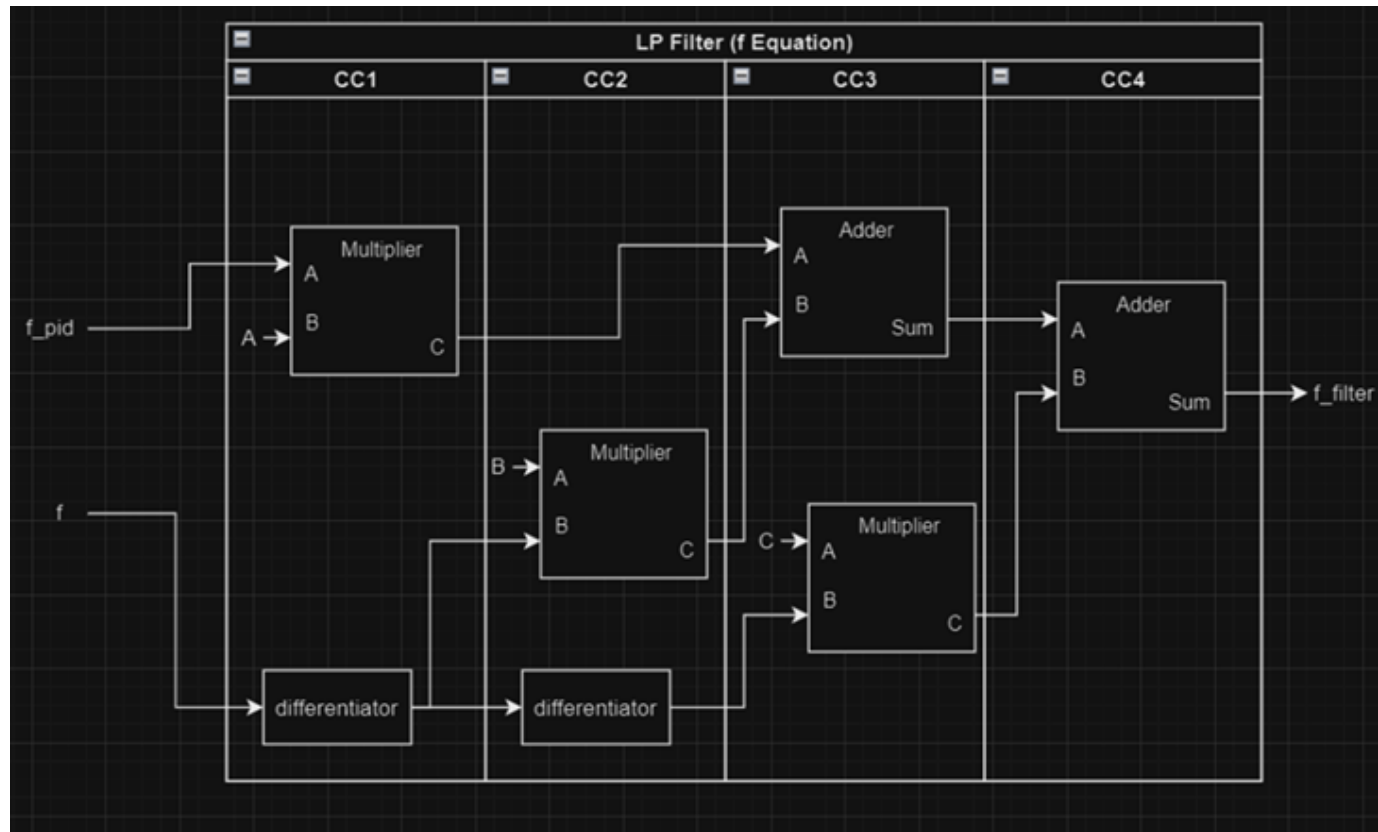 LP Filter (f Equation)
CC1 CC2 CC3 CC4
f_pid
A
Multiplier
A
B
C
Adder
A
B
Sum
Adder
A
B
Sum
f_filter
f
B
Multiplier
A
B
C
C
Multiplier
A
B
C
differentiator
differentiator